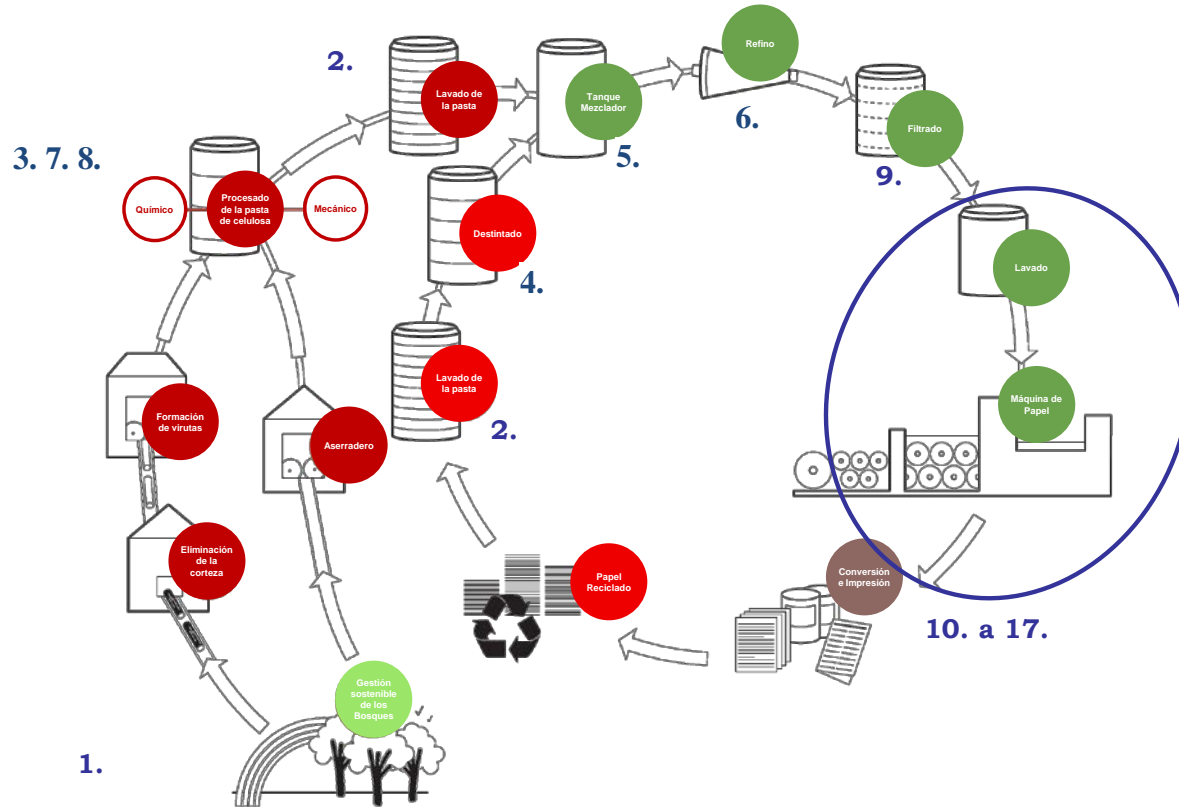 2.
Lavado de
la pasta
Tanque
Mezclador
Refino
6.
Filtrado
9.
3. 7. 8.
Químico
Procesado
de la pasta
de celulosa
Mecánico
5.
Destintado
4.
Lavado
Lavado de
la pasta
2.
Máquina de
Papel
Formación
de virutas
Aserradero
Eliminación
de la
corteza
Papel
Reciclado
Conversión
e Impresión
10. a 17.
Gestión
sostenible
de los
Bosques
1.